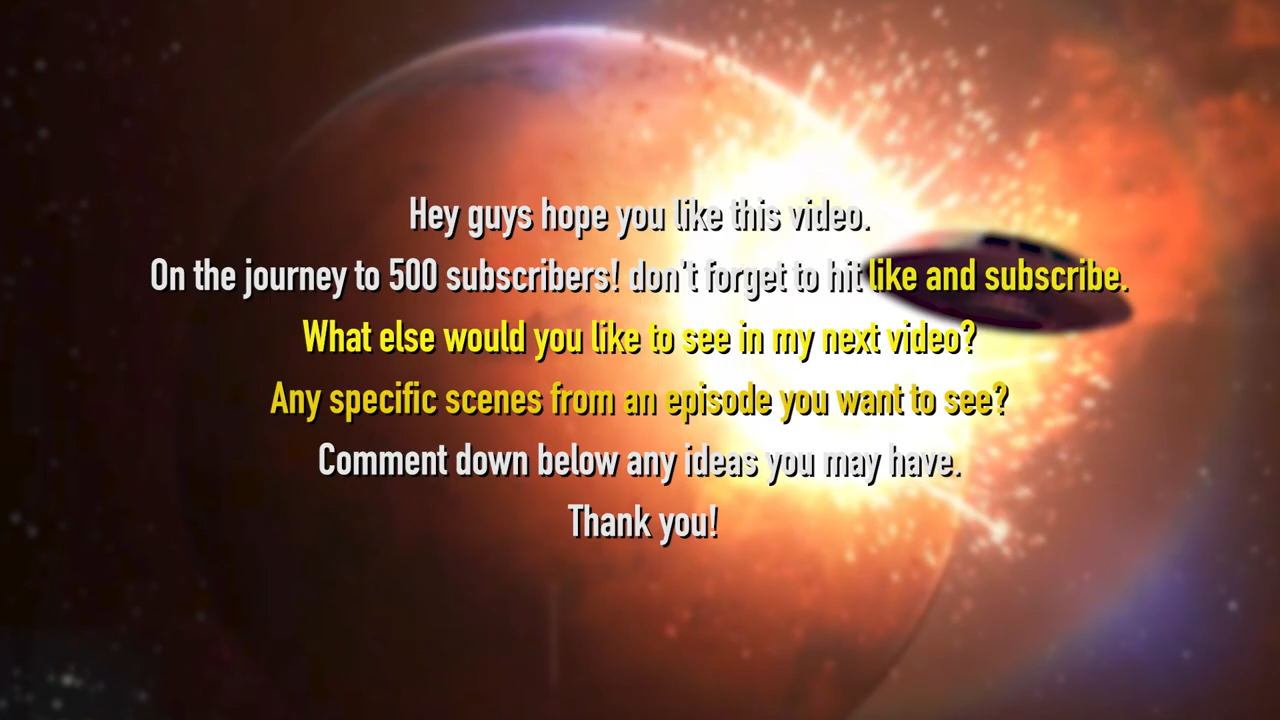 Hey guys hope you like this video.
On the journey to 500 subscribers! don't forget to hit like and subscribe.
What else would you like to see in my next video?
Any specific scenes from an episode you want to see?
Comment down below any ideas you may have.
Thank you!